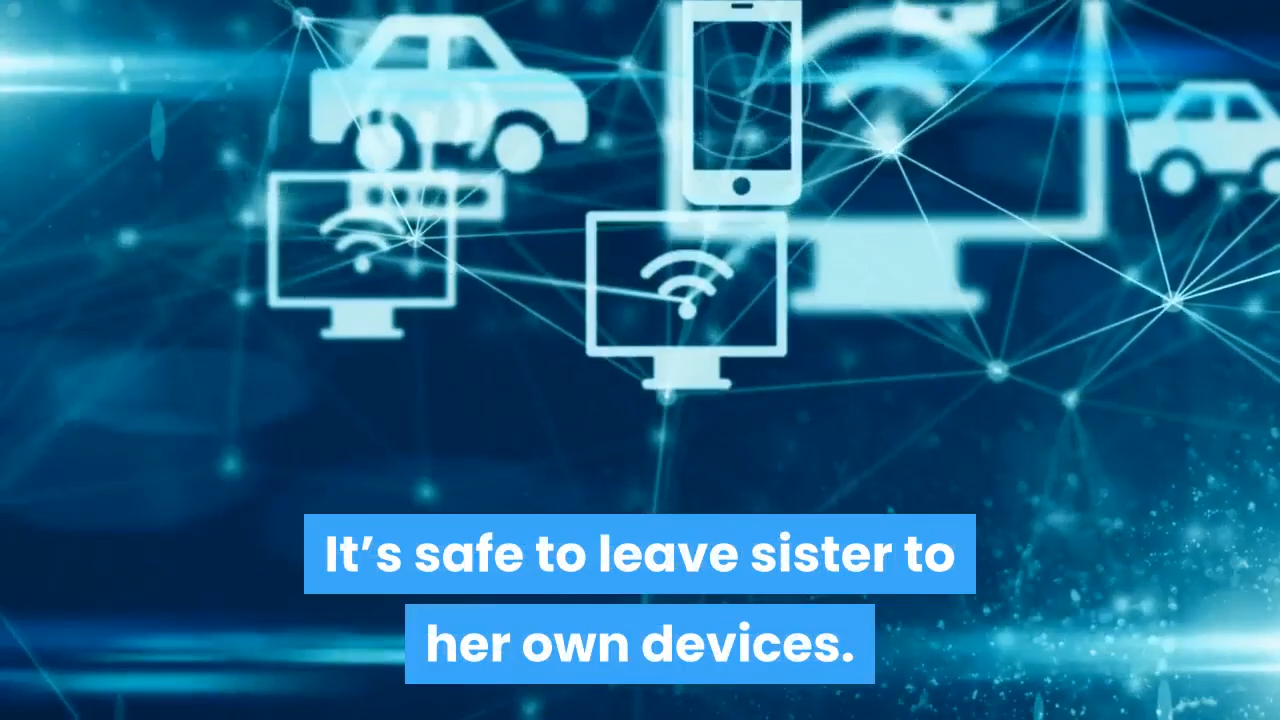 It’s safe to leave sister to
her own devices.